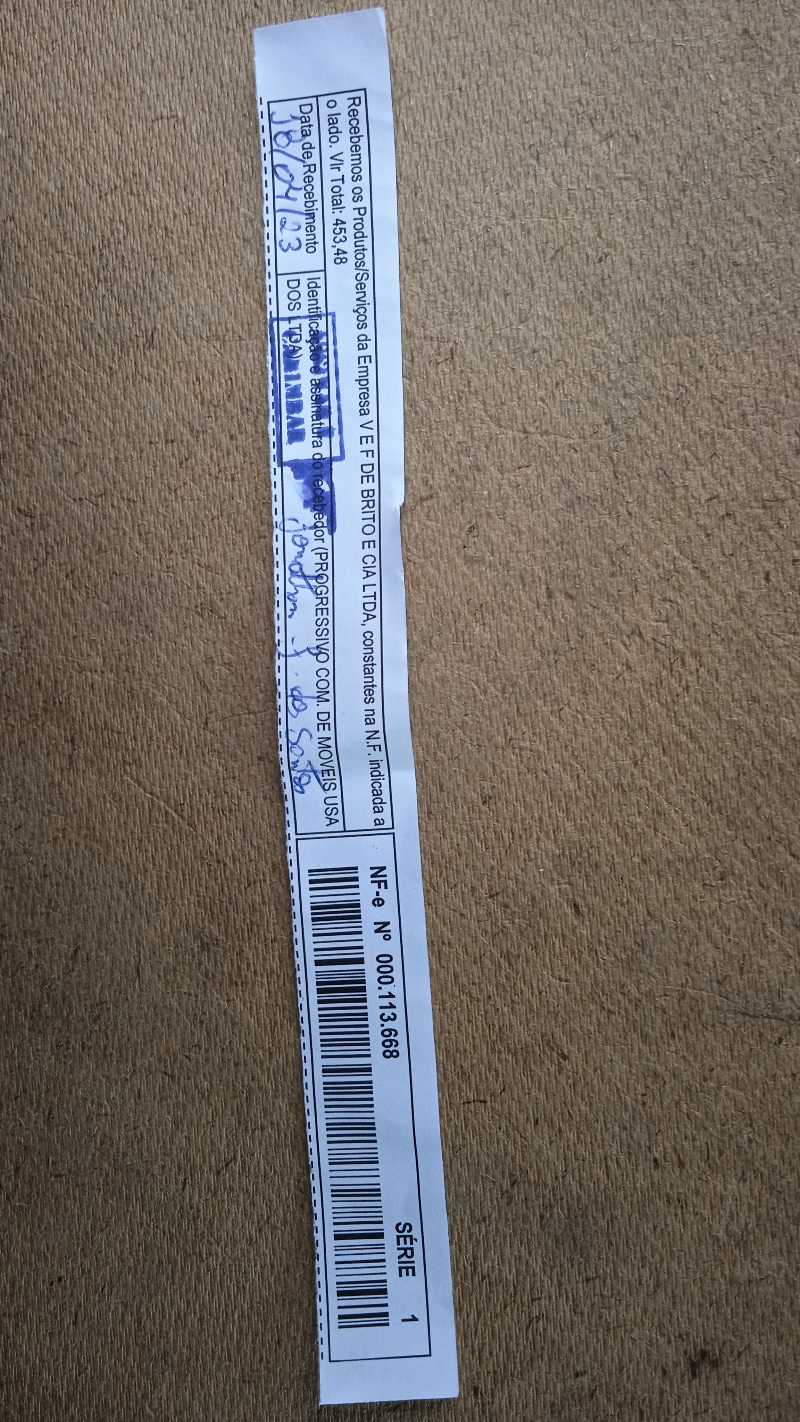 Recebemos os Produtos/Serviços da Empresa V E F DE BRITO E CIA LTDA, constantes na N.F. indicada a
o lado. Vlr Total: 453,48
Data de Recebimento
18/04/23
Identificação e assinatura do recebedor (PROGRESSIVO COM. DE MOVEIS USA
DOS LTDA)
dos Santos
NF-e Nº 000.113.668
SÉRIE 1